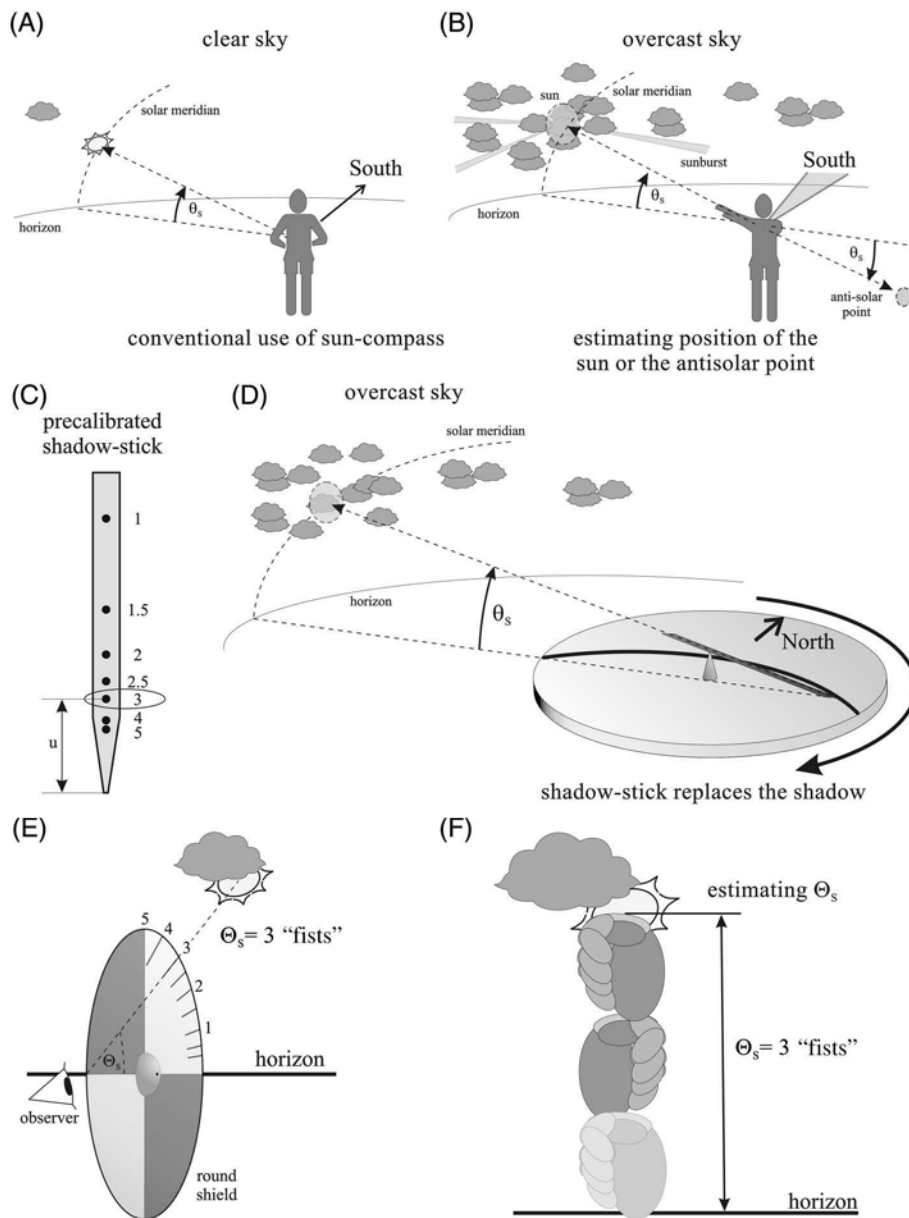 (A)
clear sky
solar meridian
South
θs
horizon
conventional use of sun-compass
(B)
overcast sky
sun
solar meridian
sunburst
South
θs
horizon
θs
anti-solar
point
estimating position of the
sun or the antisolar point
(C)
precalibrated
shadow-stick
1
1.5
2
2.5
3
4
5
u
(D)
overcast sky
solar meridian
horizon
θs
North
shadow-stick replaces the shadow
(E)
Θs= 3 "fists"
5
4
3
2
1
Θs
horizon
observer
round
shield
(F)
estimating Θs
Θs= 3 "fists"
horizon